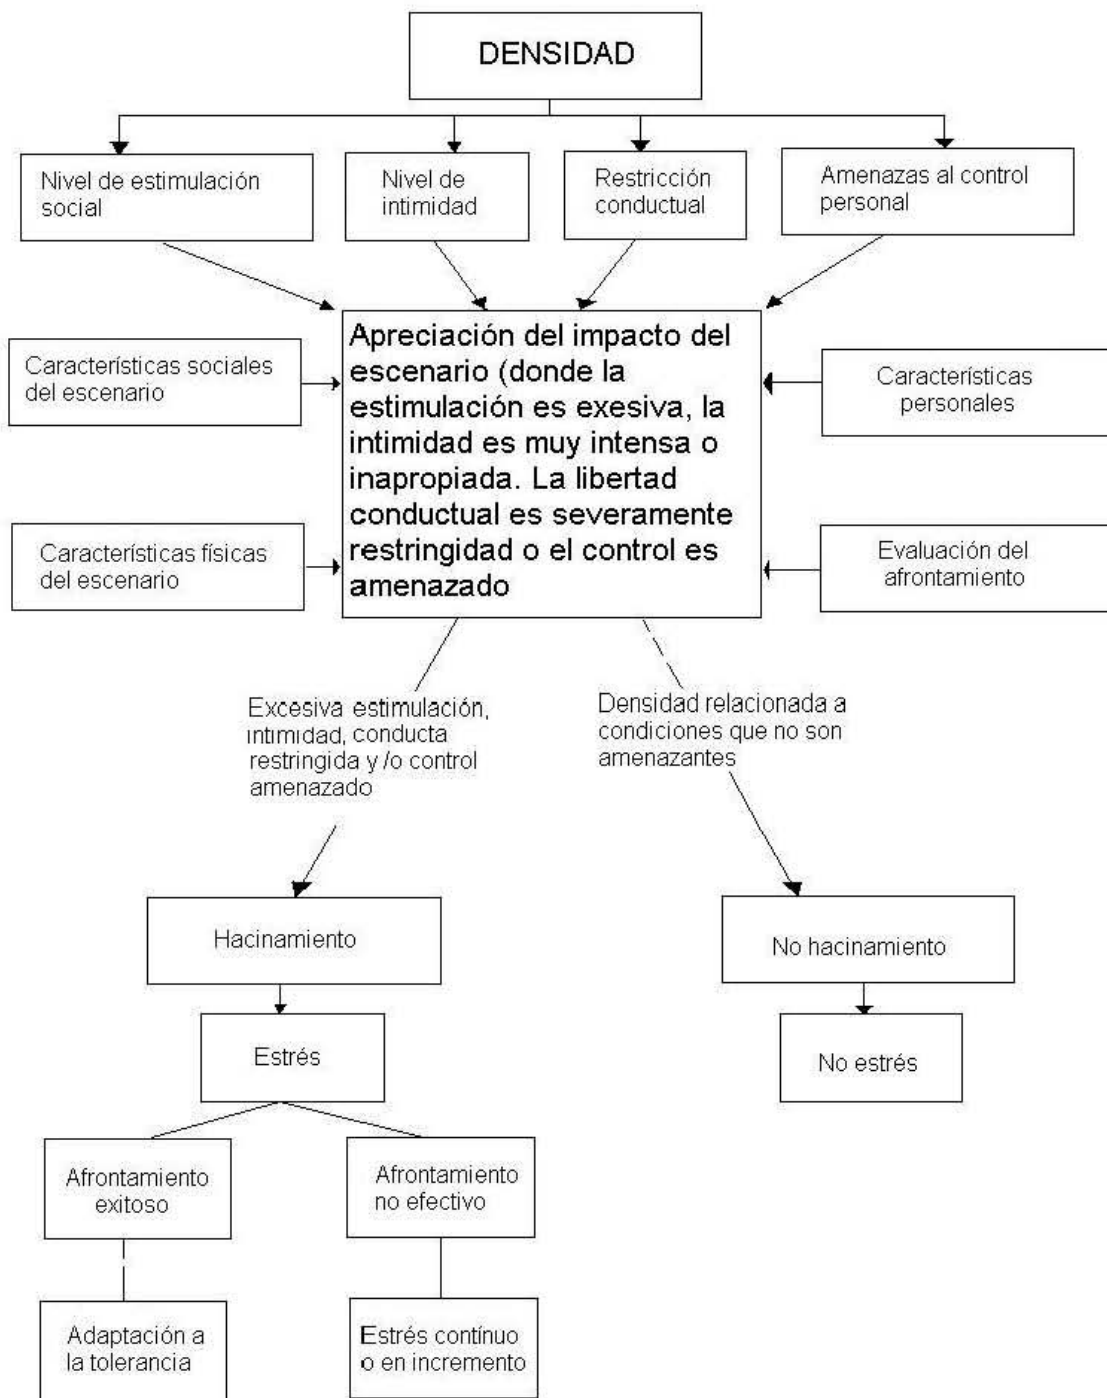 DENSIDAD
Nivel de estimulación
social
Nivel de
intimidad
Restricción
conductual
Amenazas al control
personal
Apreciación del impacto del
escenario (donde la
estimulación es exesiva, la
intimidad es muy intensa o
inapropiada. La libertad
conductual es severamente
restringidad o el control es
amenazado
Características sociales
del escenario
Características
personales
Características físicas
del escenario
Evaluación del
afrontamiento
Excesiva estimulación,
intimidad, conducta
restringida y /o control
amenazado
Densidad relacionada a
condiciones que no son
amenazantes
Hacinamiento
No hacinamiento
Estrés
No estrés
Afrontamiento
exitoso
Afrontamiento
no efectivo
Adaptación a
la tolerancia
Estrés contínuo
o en incremento